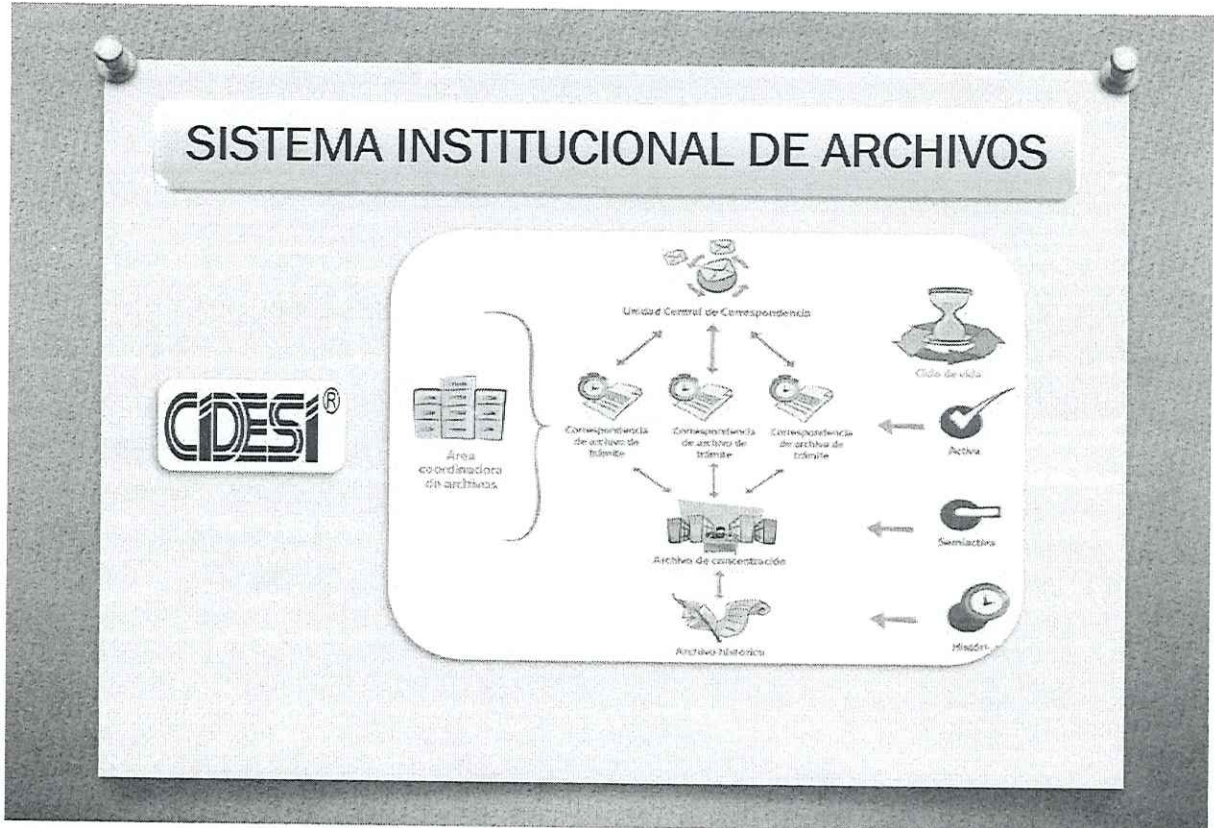 SISTEMA INSTITUCIONAL DE ARCHIVOS
Unidad Central de Correspondencia
Ciclo de vida
CIDESI®
Área
coordinadora
de archivos
Correspondencia
de archivo de
trámite
Correspondencia
de archivo de
trámite
Correspondencia
de archivo de
trámite
Activa
Archivo de concentración
Semiactiva
Archivo histórico